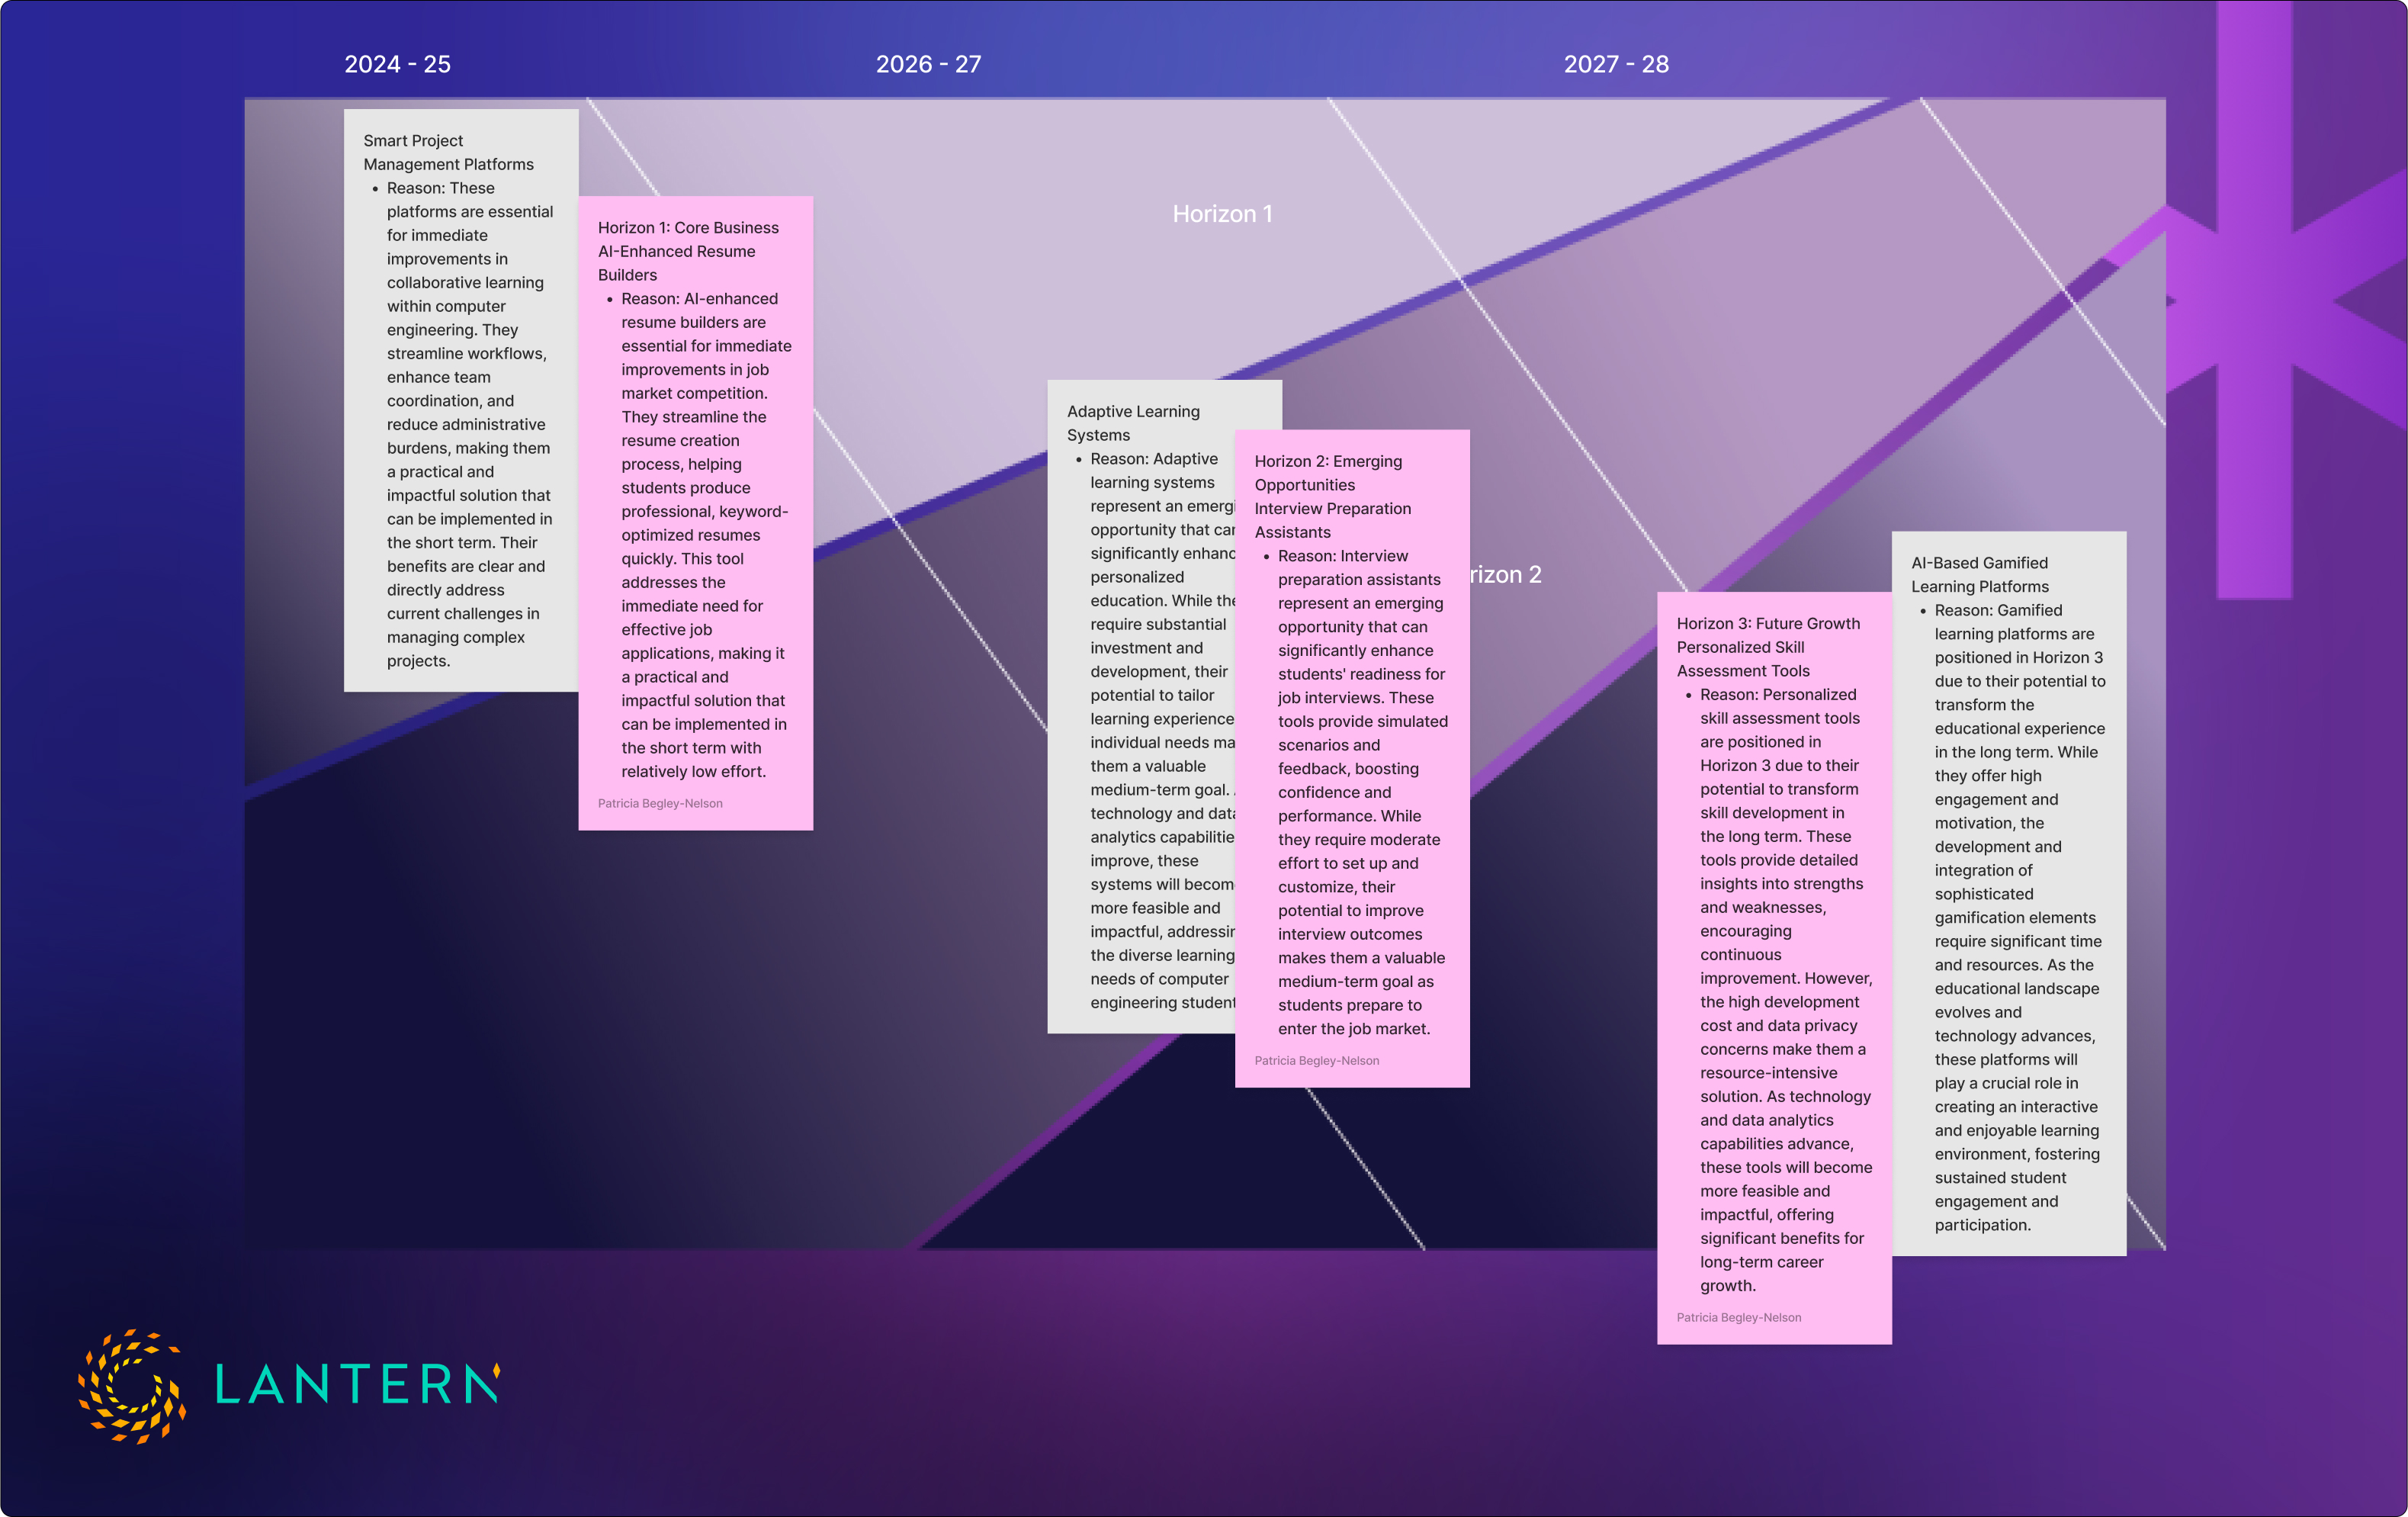 2024 - 25
2026 - 27
2027 - 28
Smart Project
Management Platforms
• Reason: These
platforms are essential
for immediate
improvements in
collaborative learning
within computer
engineering. They
streamline workflows,
enhance team
coordination, and
reduce administrative
burdens, making them
a practical and
impactful solution that
can be implemented in
the short term. Their
benefits are clear and
directly address
current challenges in
managing complex
projects.
Horizon 1: Core Business
AI-Enhanced Resume
Builders
• Reason: AI-enhanced
resume builders are
essential for immediate
improvements in job
market competition.
They streamline the
resume creation
process, helping
students produce
professional, keyword-
optimized resumes
quickly. This tool
addresses the
immediate need for
effective job
applications, making it
a practical and
impactful solution that
can be implemented in
the short term with
relatively low effort.
Patricia Begley-Nelson
Horizon 1
Adaptive Learning
Systems
• Reason: Adaptive
learning systems
represent an emergi
opportunity that can
significantly enhanc
personalized
education. While the
require substantial
investment and
development, their
potential to tailor
learning experience
individual needs ma
them a valuable
medium-term goal.
technology and data
analytics capabilitie
improve, these
systems will becom
more feasible and
impactful, addressin
the diverse learning
needs of computer
engineering student
Horizon 2: Emerging
Opportunities
Interview Preparation
Assistants
• Reason: Interview
preparation assistants
represent an emerging
opportunity that can
significantly enhance
students' readiness for
job interviews. These
tools provide simulated
scenarios and
feedback, boosting
confidence and
performance. While
they require moderate
effort to set up and
customize, their
potential to improve
interview outcomes
makes them a valuable
medium-term goal as
students prepare to
enter the job market.
Patricia Begley-Nelson
rizon 2
Horizon 3: Future Growth
Personalized Skill
Assessment Tools
• Reason: Personalized
skill assessment tools
are positioned in
Horizon 3 due to their
potential to transform
skill development in
the long term. These
tools provide detailed
insights into strengths
and weaknesses,
encouraging
continuous
improvement. However,
the high development
cost and data privacy
concerns make them a
resource-intensive
solution. As technology
and data analytics
capabilities advance,
these tools will become
more feasible and
impactful, offering
significant benefits for
long-term career
growth.
Patricia Begley-Nelson
AI-Based Gamified
Learning Platforms
• Reason: Gamified
learning platforms are
positioned in Horizon 3
due to their potential to
transform the
educational experience
in the long term. While
they offer high
engagement and
motivation, the
development and
integration of
sophisticated
gamification elements
require significant time
and resources. As the
educational landscape
evolves and
technology advances,
these platforms will
play a crucial role in
creating an interactive
and enjoyable learning
environment, fostering
sustained student
engagement and
participation.
LANTERN